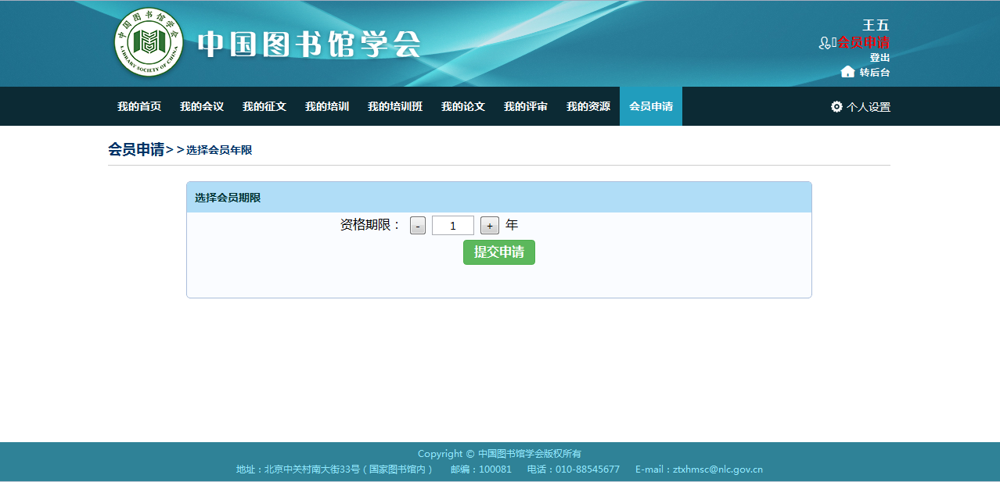 中国图书馆学会
LIBRARY SOCIETY OF CHINA
中国图书馆学会
王五
会员申请
登出
转后台
我的首页 我的会议 我的征文 我的培训 我的培训班 我的论文 我的评审 我的资源 会员申请 个人设置
会员申请>>选择会员年限
选择会员期限
资格期限： - 1 + 年
提交申请
Copyright © 中国图书馆学会版权所有
地址：北京中关村南大街33号（国家图书馆内） 邮编：100081 电话：010-88545677 E-mail：ztxhmsc@nlc.gov.cn